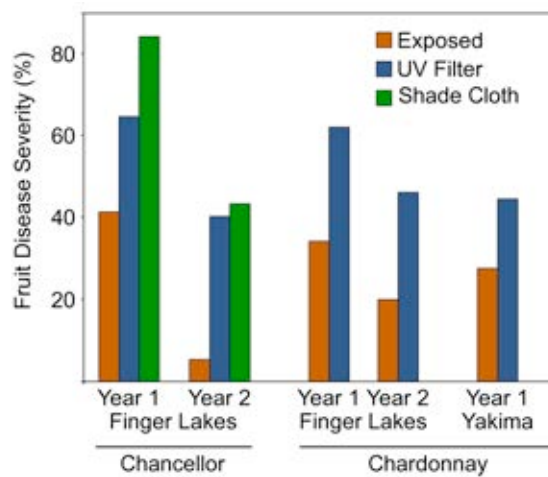 Fruit Disease Severity (%)
80
60
40
20
Exposed
UV Filter
Shade Cloth
Year 1 Year 2 Year 1 Year 2 Year 1
Finger Lakes Finger Lakes Yakima
Chancellor Chardonnay